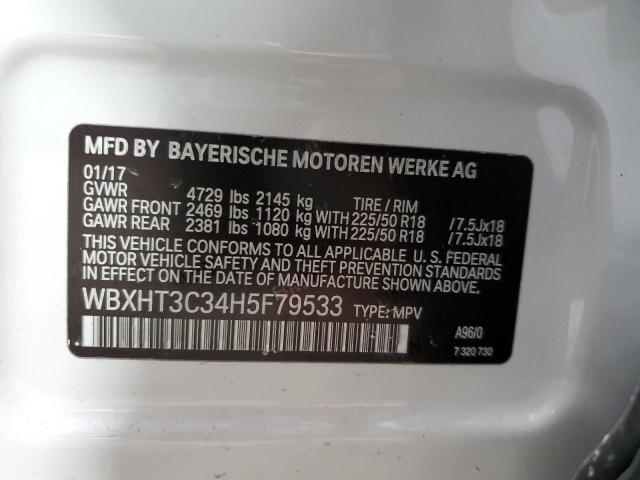 MFD BY BAYERISCHE MOTOREN WERKE AG
01/17
GVWR 4729 lbs 2145 kg TIRE / RIM
GAWR FRONT 2469 lbs 1120 kg WITH 225/50 R18 /7.5Jx18
GAWR REAR 2381 lbs 1080 kg WITH 225/50 R18 /7.5Jx18
THIS VEHICLE CONFORMS TO ALL APPLICABLE U.S. FEDERAL
MOTOR VEHICLE SAFETY AND THEFT PREVENTION STANDARDS
IN EFFECT ON THE DATE OF MANUFACTURE SHOWN ABOVE.
WBXHT3C34H5F79533 TYPE: MPV
A96/0
7 320 730